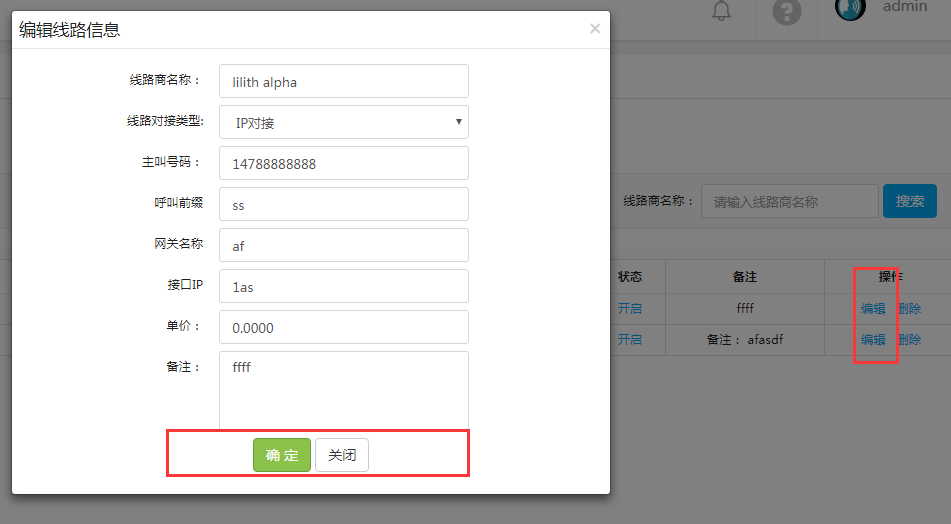 admin
编辑线路信息 ×
线路商名称： lilith alpha
线路对接类型: IP对接
主叫号码： 14788888888
呼叫前缀 ss
网关名称 af
接口IP 1as
单价： 0.0000
备注： ffff
确 定 关闭
线路商名称： 请输入线路商名称 搜索
状态 备注 操作
开启 ffff 编辑 删除
开启 备注： afasdf 编辑 删除